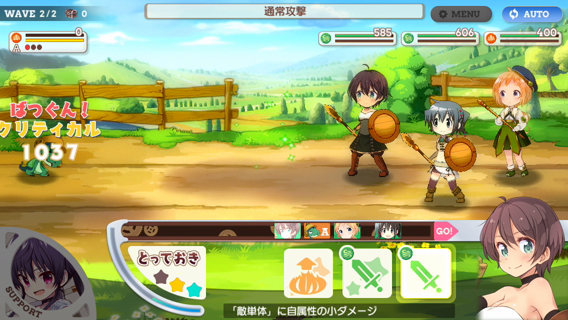 WAVE 2/2 0
通常攻撃
MENU
AUTO
0
A
585
606
400
ばつぐん!
クリティカル
1037
A
GO!
とっておき
SUPPORT
「敵単体」に自属性の小ダメージ